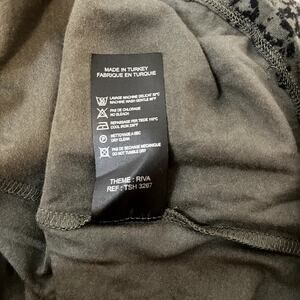 MADE IN TURKEY
FABRIQUE EN TURQUIE
LAVAGE MACHINE DELICAT 30°C
MACHINE WASH GENTLE 86°F
PAS DE CHLORAGE
NO BLEACH
REPASSAGE FER TIEDE 110°C
COOL IRON 230°F
NETTOYAGE A SEC
DRY CLEAN
PAS DE SECHAGE MECANIQUE
DO NOT TUMBLE DRY
THEME : RIVA
REF : TSH 3267